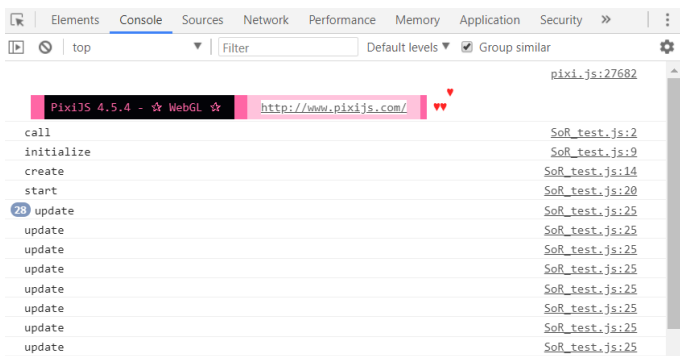 Elements Console Sources Network Performance Memory Application Security »
top ▼ Filter Default levels ▼ Group similar
pixi.js:27682
PixiJS 4.5.4 - ✰ WebGL ✰ http://www.pixijs.com/ ♥♥♥
call SoR_test.js:2
initialize SoR_test.js:9
create SoR_test.js:14
start SoR_test.js:20
28 update SoR_test.js:25
update SoR_test.js:25
update SoR_test.js:25
update SoR_test.js:25
update SoR_test.js:25
update SoR_test.js:25
update SoR_test.js:25
update SoR_test.js:25